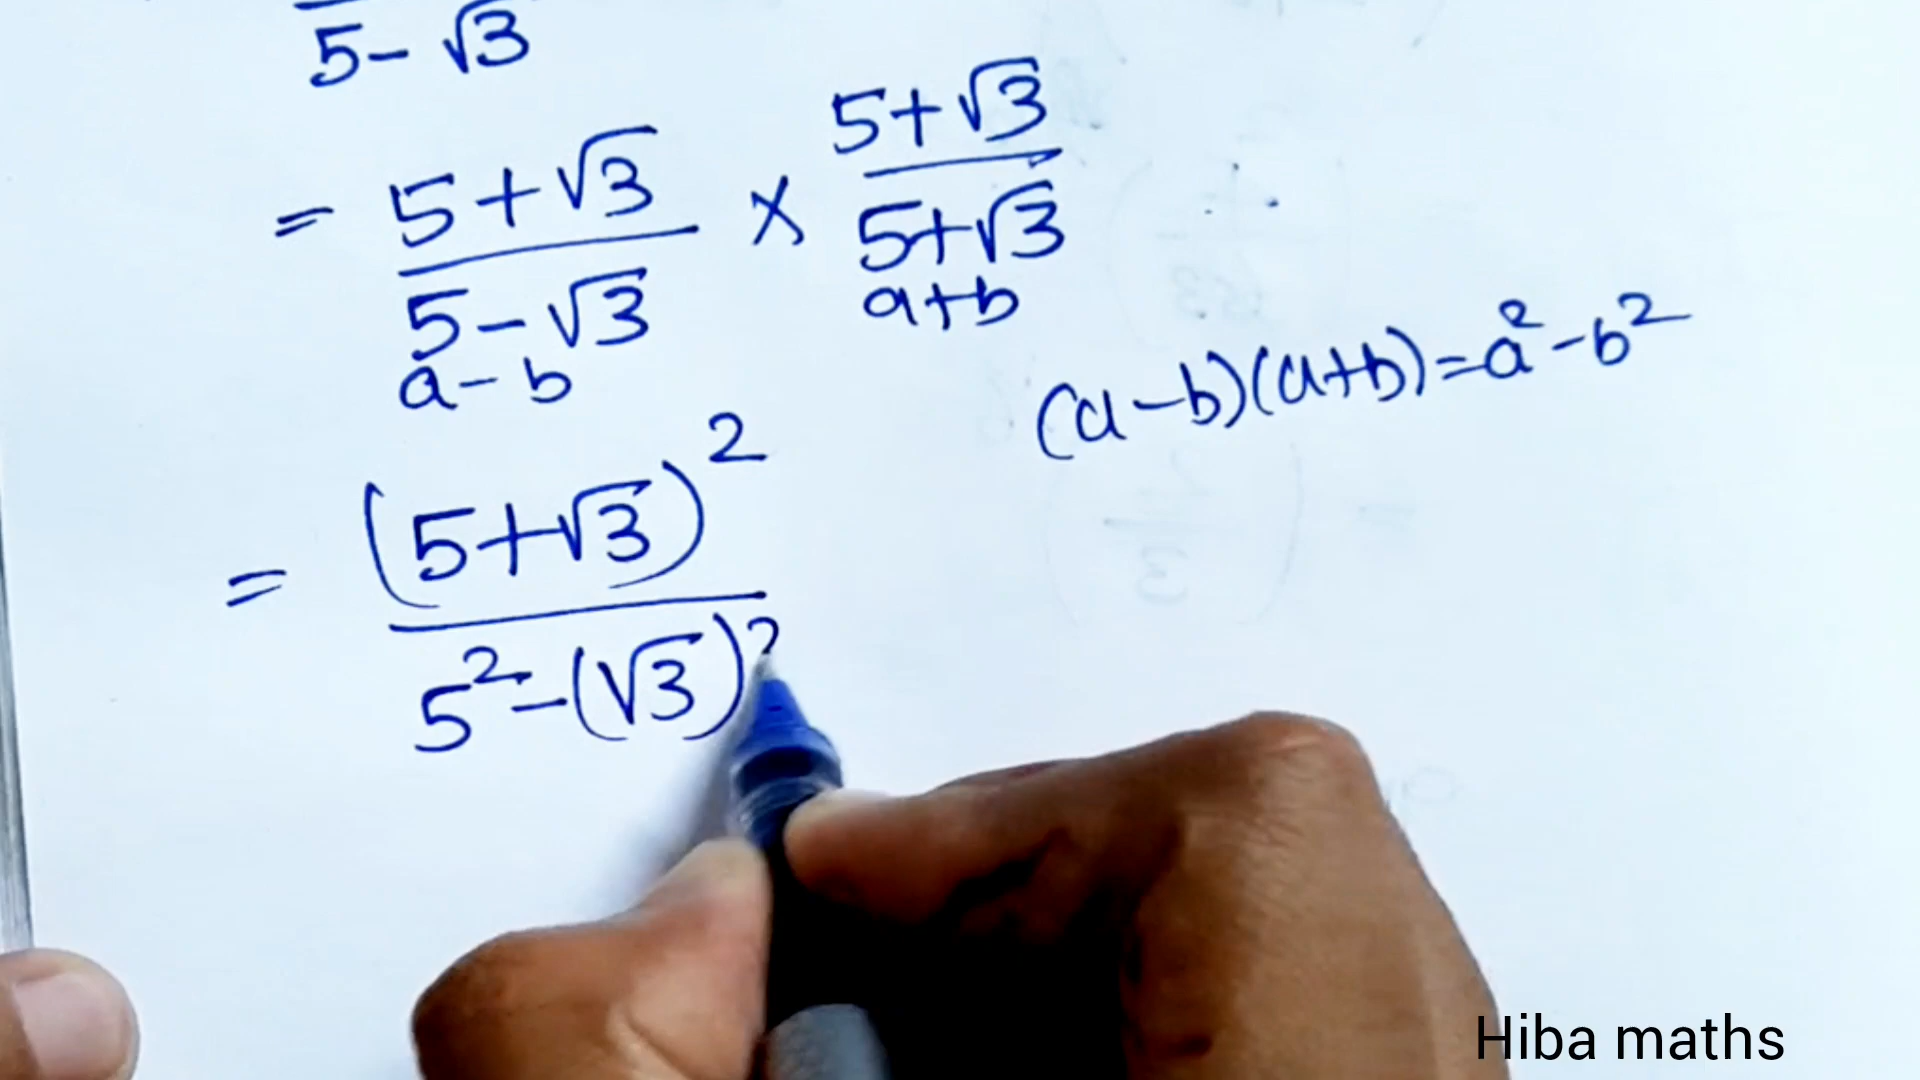 5-√3
= 5+√3 / 5-√3 × 5+√3 / 5+√3
a-b a+b
(a-b)(a+b)=a²-b²
= (5+√3)² / 5²-(√3)²
Hiba maths